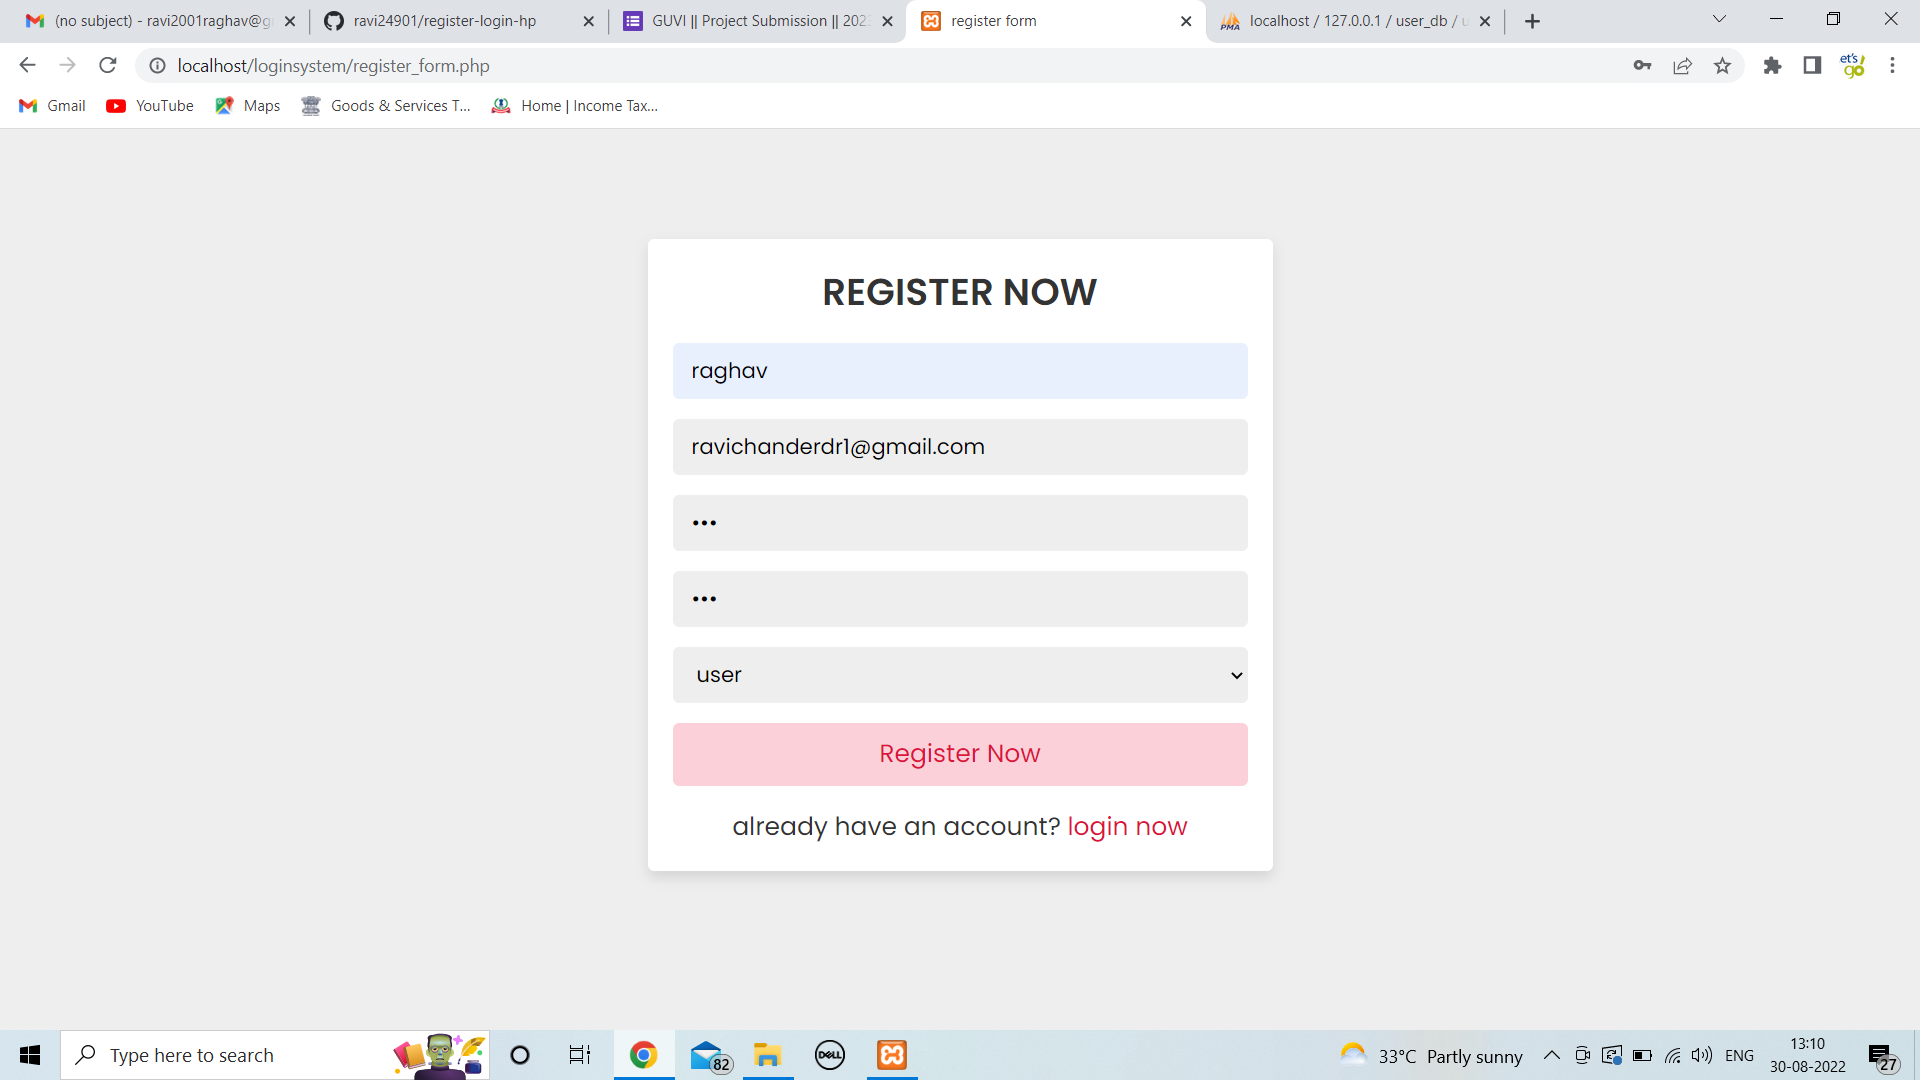 (no subject) - ravi2001raghav@g
ravi24901/register-login-hp
GUVI || Project Submission || 202
register form
localhost / 127.0.0.1 / user_db / u
localhost/loginsystem/register_form.php
Gmail
YouTube
Maps
Goods & Services T...
Home | Income Tax...
REGISTER NOW
raghav
ravichanderdr1@gmail.com
•••
•••
user
Register Now
already have an account? login now
Type here to search
82
DELL
33°C Partly sunny
ENG
13:10
30-08-2022
27